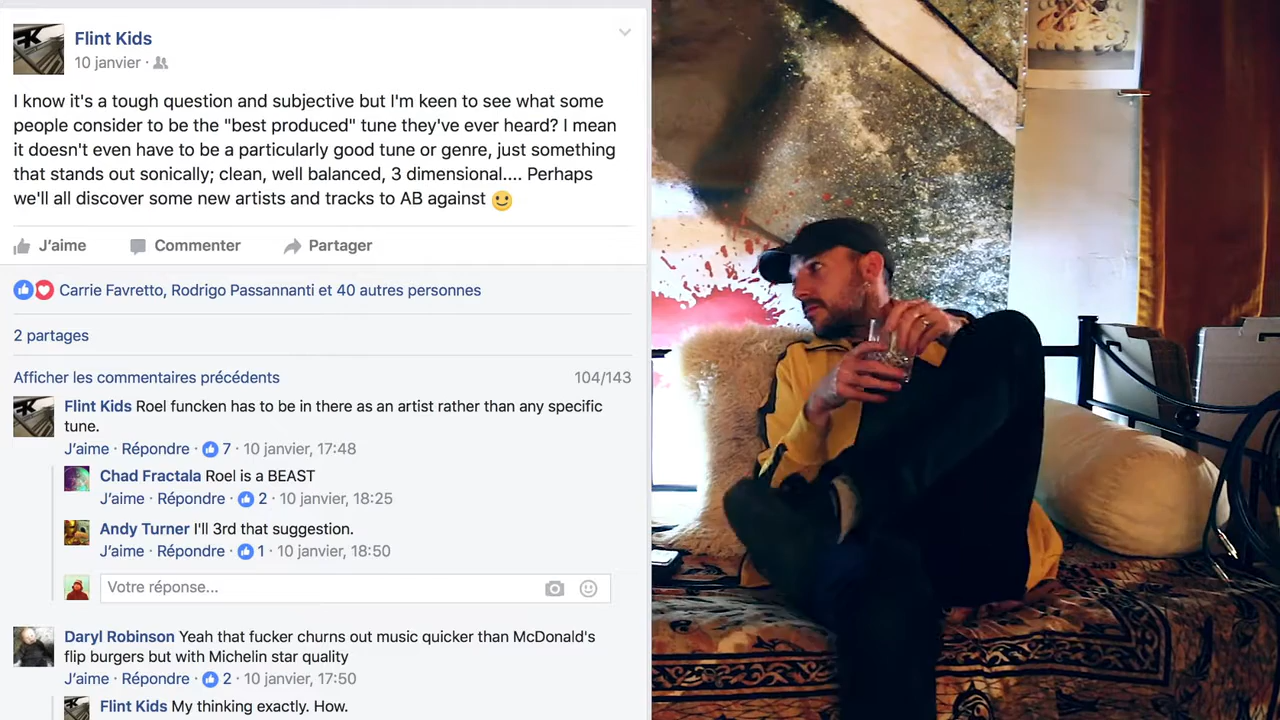 Flint Kids
10 janvier ·
I know it's a tough question and subjective but I'm keen to see what some
people consider to be the "best produced" tune they've ever heard? I mean
it doesn't even have to be a particularly good tune or genre, just something
that stands out sonically; clean, well balanced, 3 dimensional.... Perhaps
we'll all discover some new artists and tracks to AB against
J'aime Commenter Partager
Carrie Favretto, Rodrigo Passannanti et 40 autres personnes
2 partages
Afficher les commentaires précédents 104/143
Flint Kids Roel funcken has to be in there as an artist rather than any specific
tune.
J'aime · Répondre · 7 · 10 janvier, 17:48
Chad Fractala Roel is a BEAST
J'aime · Répondre · 2 · 10 janvier, 18:25
Andy Turner I'll 3rd that suggestion.
J'aime · Répondre · 1 · 10 janvier, 18:50
Votre réponse...
Daryl Robinson Yeah that fucker churns out music quicker than McDonald's
flip burgers but with Michelin star quality
J'aime · Répondre · 2 · 10 janvier, 17:50
Flint Kids My thinking exactly. How.